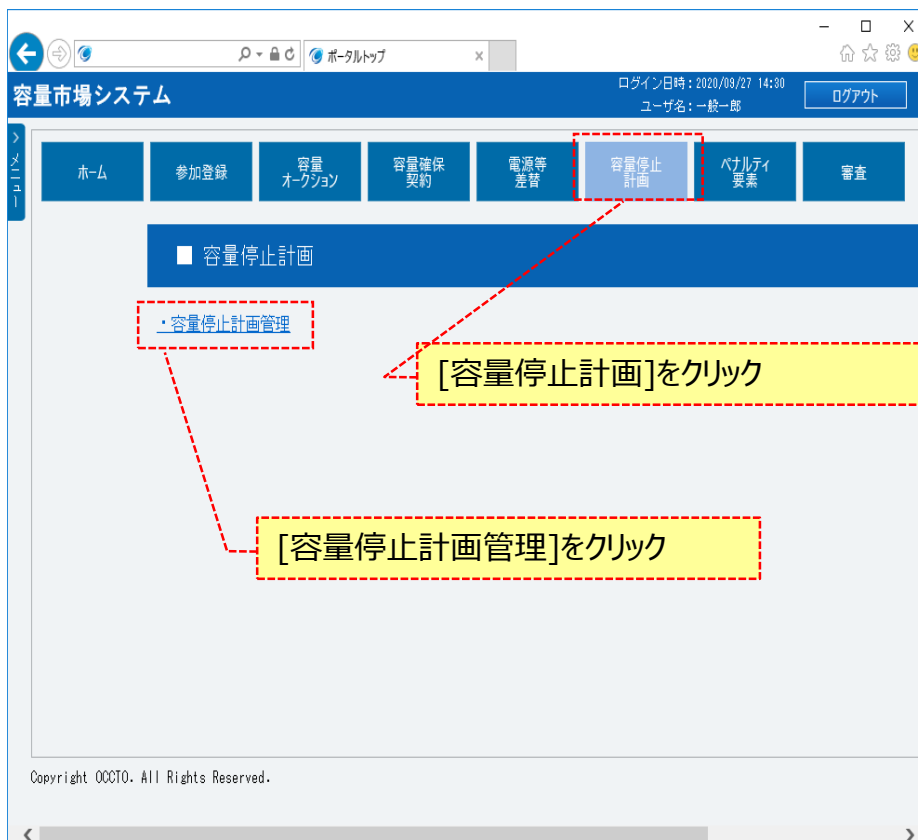 ポータルトップ
容量市場システム
ログイン日時：2020/09/27 14:30
ユーザ名：一般一郎
ログアウト
メニュー
ホーム
参加登録
容量
オークション
容量確保
契約
電源等
差替
容量停止
計画
ペナルティ
要素
審査
■ 容量停止計画
・容量停止計画管理
[容量停止計画]をクリック
[容量停止計画管理]をクリック
Copyright OCCTO. All Rights Reserved.